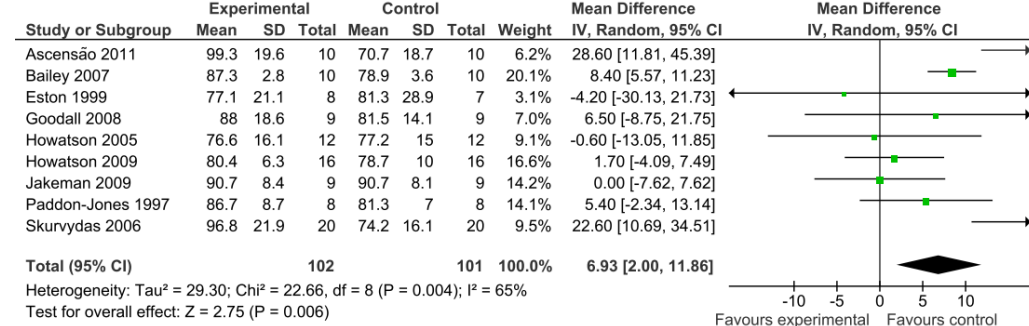 Experimental Control Mean Difference Mean Difference
Study or Subgroup Mean SD Total Mean SD Total Weight IV, Random, 95% CI IV, Random, 95% CI
Ascensão 2011 99.3 19.6 10 70.7 18.7 10 6.2% 28.60 [11.81, 45.39]
Bailey 2007 87.3 2.8 10 78.9 3.6 10 20.1% 8.40 [5.57, 11.23]
Eston 1999 77.1 21.1 8 81.3 28.9 7 3.1% -4.20 [-30.13, 21.73]
Goodall 2008 88 18.6 9 81.5 14.1 9 7.0% 6.50 [-8.75, 21.75]
Howatson 2005 76.6 16.1 12 77.2 15 12 9.1% -0.60 [-13.05, 11.85]
Howatson 2009 80.4 6.3 16 78.7 10 16 16.6% 1.70 [-4.09, 7.49]
Jakeman 2009 90.7 8.4 9 90.7 8.1 9 14.2% 0.00 [-7.62, 7.62]
Paddon-Jones 1997 86.7 8.7 8 81.3 7 8 14.1% 5.40 [-2.34, 13.14]
Skurvydas 2006 96.8 21.9 20 74.2 16.1 20 9.5% 22.60 [10.69, 34.51]
Total (95% CI) 102 101 100.0% 6.93 [2.00, 11.86]
Heterogeneity: Tau² = 29.30; Chi² = 22.66, df = 8 (P = 0.004); I² = 65%
Test for overall effect: Z = 2.75 (P = 0.006)
-10 -5 0 5 10
Favours experimental Favours control